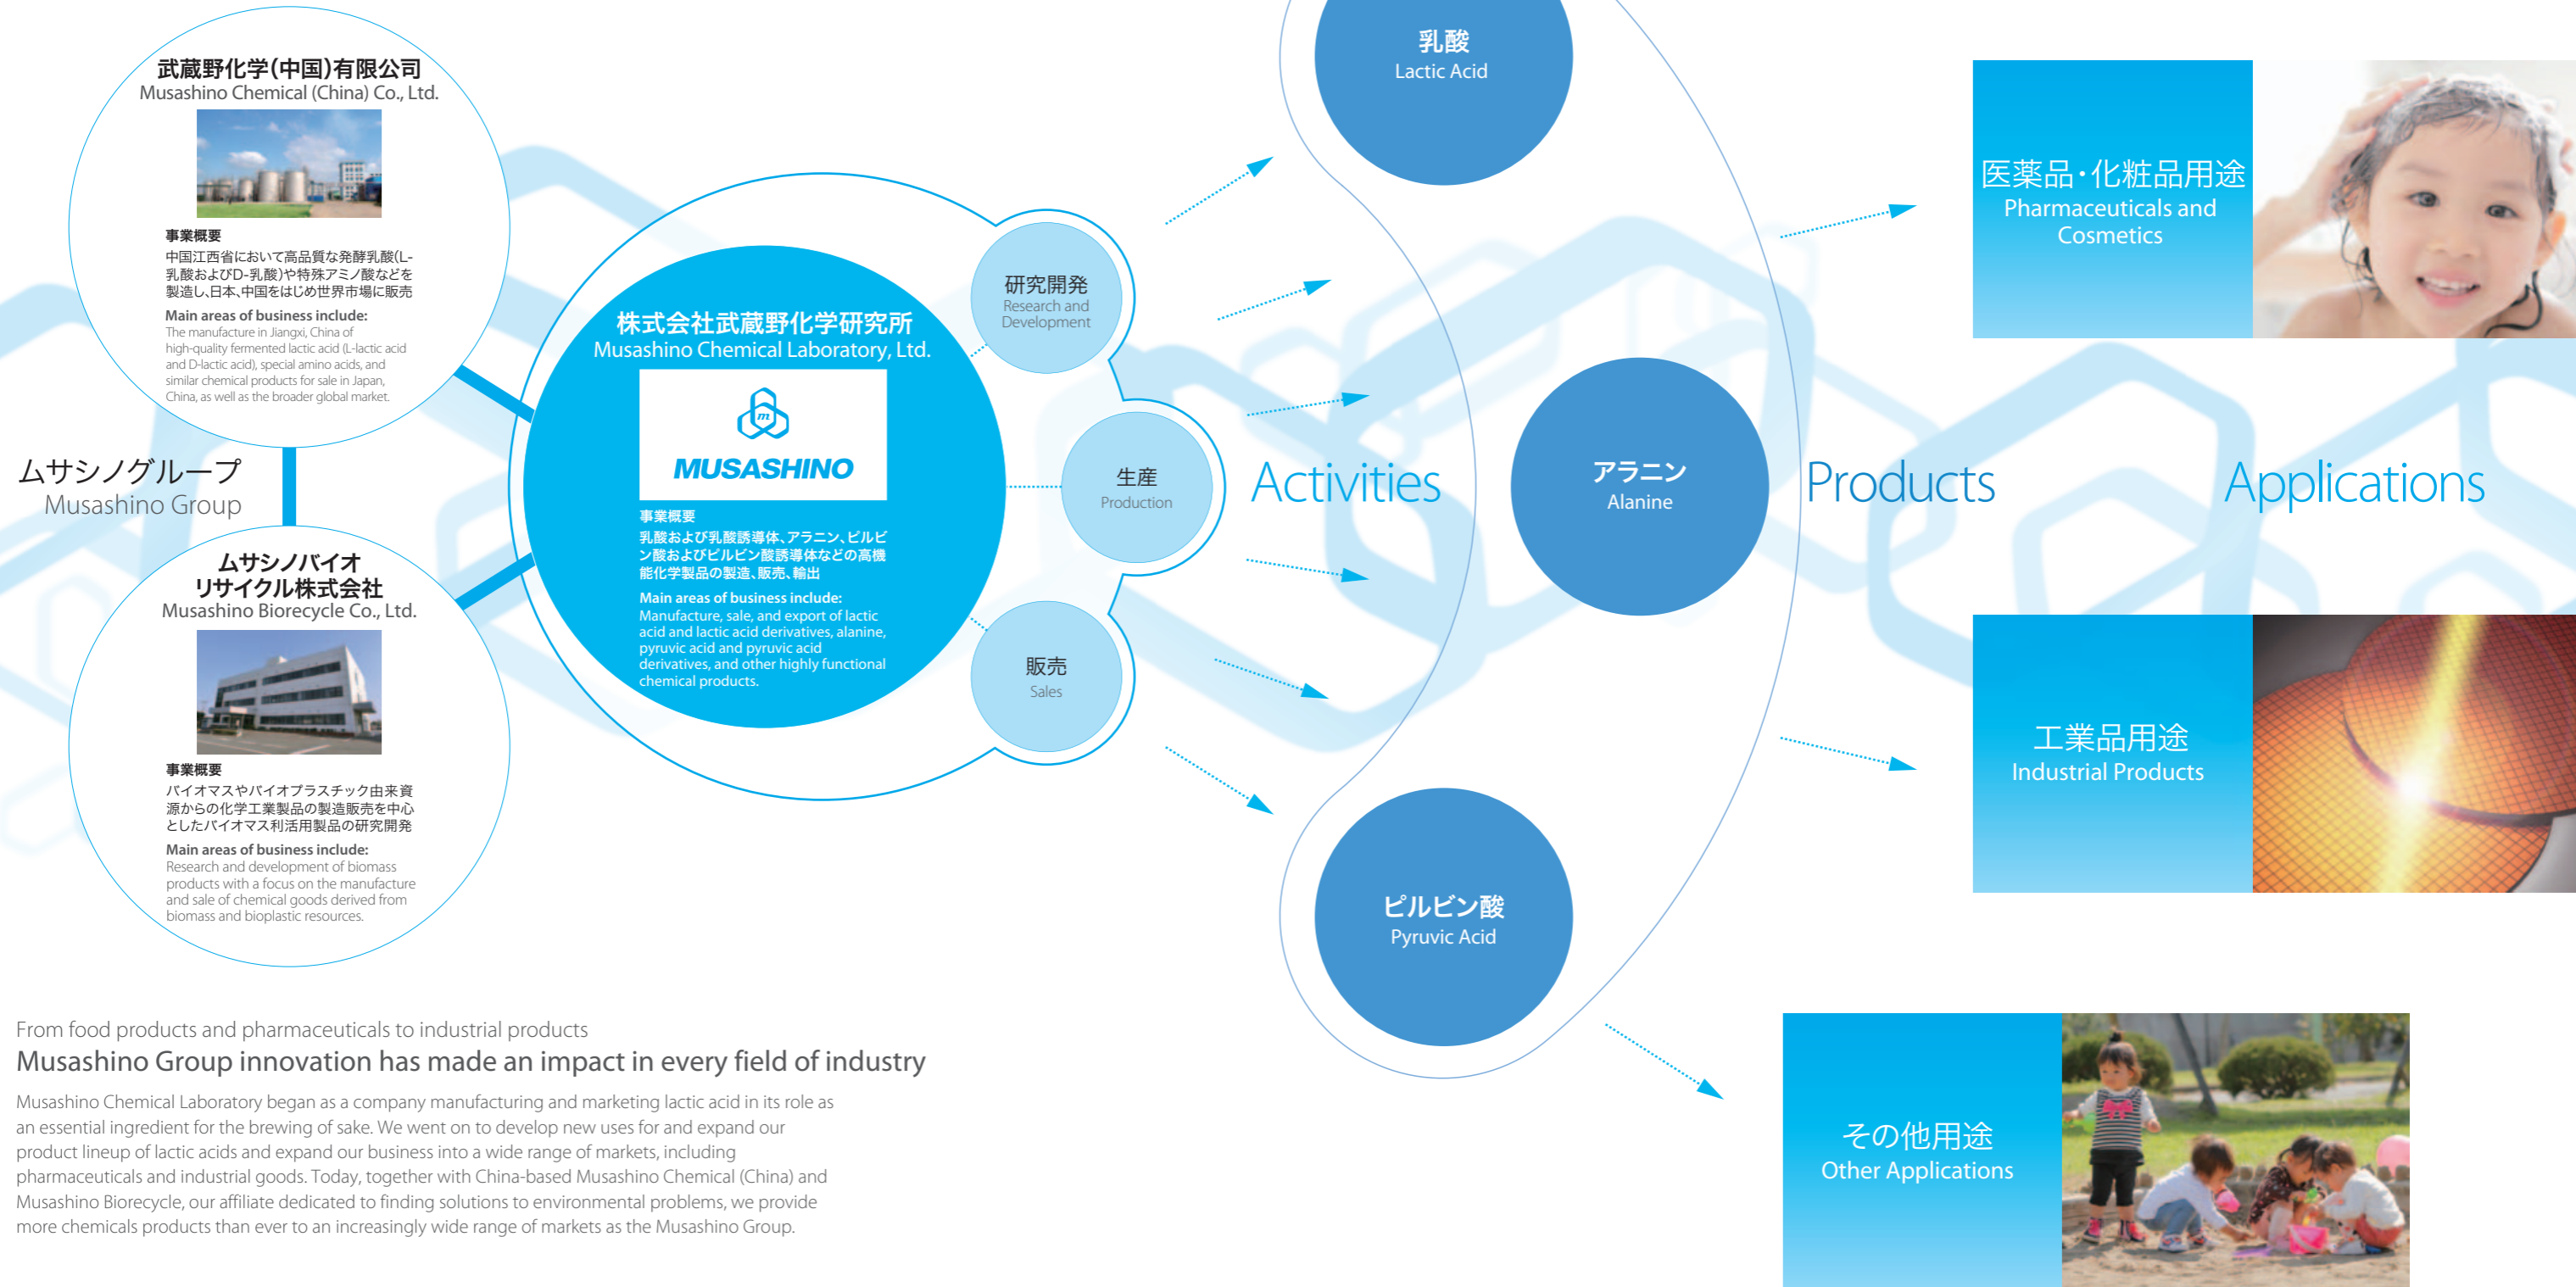 武蔵野化学(中国)有限公司
Musashino Chemical (China) Co., Ltd.
事業概要
中国江西省において高品質な発酵乳酸(L-
乳酸およびD-乳酸)や特殊アミノ酸などを
製造し、日本、中国をはじめ世界市場に販売
Main areas of business include:
The manufacture in Jiangxi, China of
high-quality fermented lactic acid (L-lactic acid
and D-lactic acid), special amino acids, and
similar chemical products for sale in Japan,
China, as well as the broader global market.
ムサシノグループ
Musashino Group
ムサシノバイオ
リサイクル株式会社
Musashino Biorecycle Co., Ltd.
事業概要
バイオマスやバイオプラスチック由来資
源からの化学工業製品の製造販売を中心
としたバイオマス利活用製品の研究開発
Main areas of business include:
Research and development of biomass
products with a focus on the manufacture
and sale of chemical goods derived from
biomass and bioplastic resources.
株式会社武蔵野化学研究所
Musashino Chemical Laboratory, Ltd.
m
MUSASHINO
事業概要
乳酸および乳酸誘導体、アラニン、ピルビ
ン酸およびピルビン酸誘導体などの高機
能化学製品の製造、販売、輸出
Main areas of business include:
Manufacture, sale, and export of lactic
acid and lactic acid derivatives, alanine,
pyruvic acid and pyruvic acid
derivatives, and other highly functional
chemical products.
研究開発
Research and
Development
生産
Production
販売
Sales
Activities
乳酸
Lactic Acid
アラニン
Alanine
ピルビン酸
Pyruvic Acid
Products
医薬品・化粧品用途
Pharmaceuticals and
Cosmetics
Applications
工業品用途
Industrial Products
その他用途
Other Applications
From food products and pharmaceuticals to industrial products
Musashino Group innovation has made an impact in every field of industry
Musashino Chemical Laboratory began as a company manufacturing and marketing lactic acid in its role as
an essential ingredient for the brewing of sake. We went on to develop new uses for and expand our
product lineup of lactic acids and expand our business into a wide range of markets, including
pharmaceuticals and industrial goods. Today, together with China-based Musashino Chemical (China) and
Musashino Biorecycle, our affiliate dedicated to finding solutions to environmental problems, we provide
more chemicals products than ever to an increasingly wide range of markets as the Musashino Group.